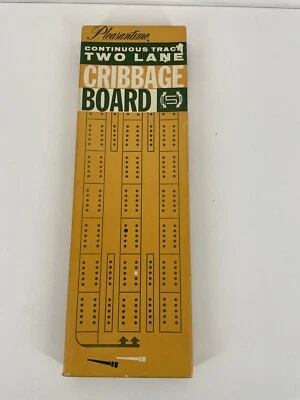 Pleasantime
CONTINUOUS TRACK
TWO LANE
CRIBBAGE
BOARD